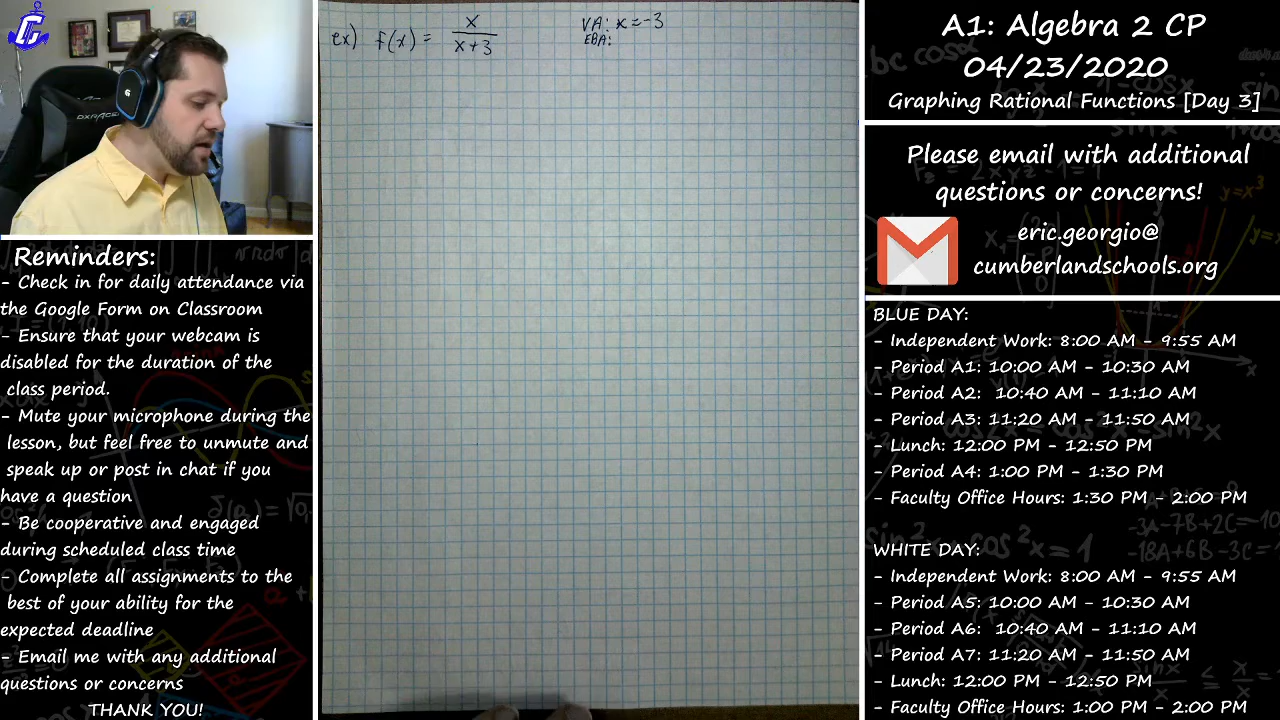 ex) f(x) = x
x+3
VA: x = -3
EBA:
A1: Algebra 2 CP
04/23/2020
Graphing Rational Functions [Day 3]
Please email with additional
questions or concerns!
eric.georgio@
cumberlandschools.org
Reminders:
- Check in for daily attendance via
the Google Form on Classroom
- Ensure that your webcam is
disabled for the duration of the
class period.
- Mute your microphone during the
lesson, but feel free to unmute and
speak up or post in chat if you
have a question
- Be cooperative and engaged
during scheduled class time
- Complete all assignments to the
best of your ability for the
expected deadline
- Email me with any additional
questions or concerns
THANK YOU!
BLUE DAY:
- Independent Work: 8:00 AM - 9:55 AM
- Period A1: 10:00 AM - 10:30 AM
- Period A2: 10:40 AM - 11:10 AM
- Period A3: 11:20 AM - 11:50 AM
- Lunch: 12:00 PM - 12:50 PM
- Period A4: 1:00 PM - 1:30 PM
- Faculty Office Hours: 1:30 PM - 2:00 PM
WHITE DAY:
- Independent Work: 8:00 AM - 9:55 AM
- Period A5: 10:00 AM - 10:30 AM
- Period A6: 10:40 AM - 11:10 AM
- Period A7: 11:20 AM - 11:50 AM
- Lunch: 12:00 PM - 12:50 PM
- Faculty Office Hours: 1:00 PM - 2:00 PM